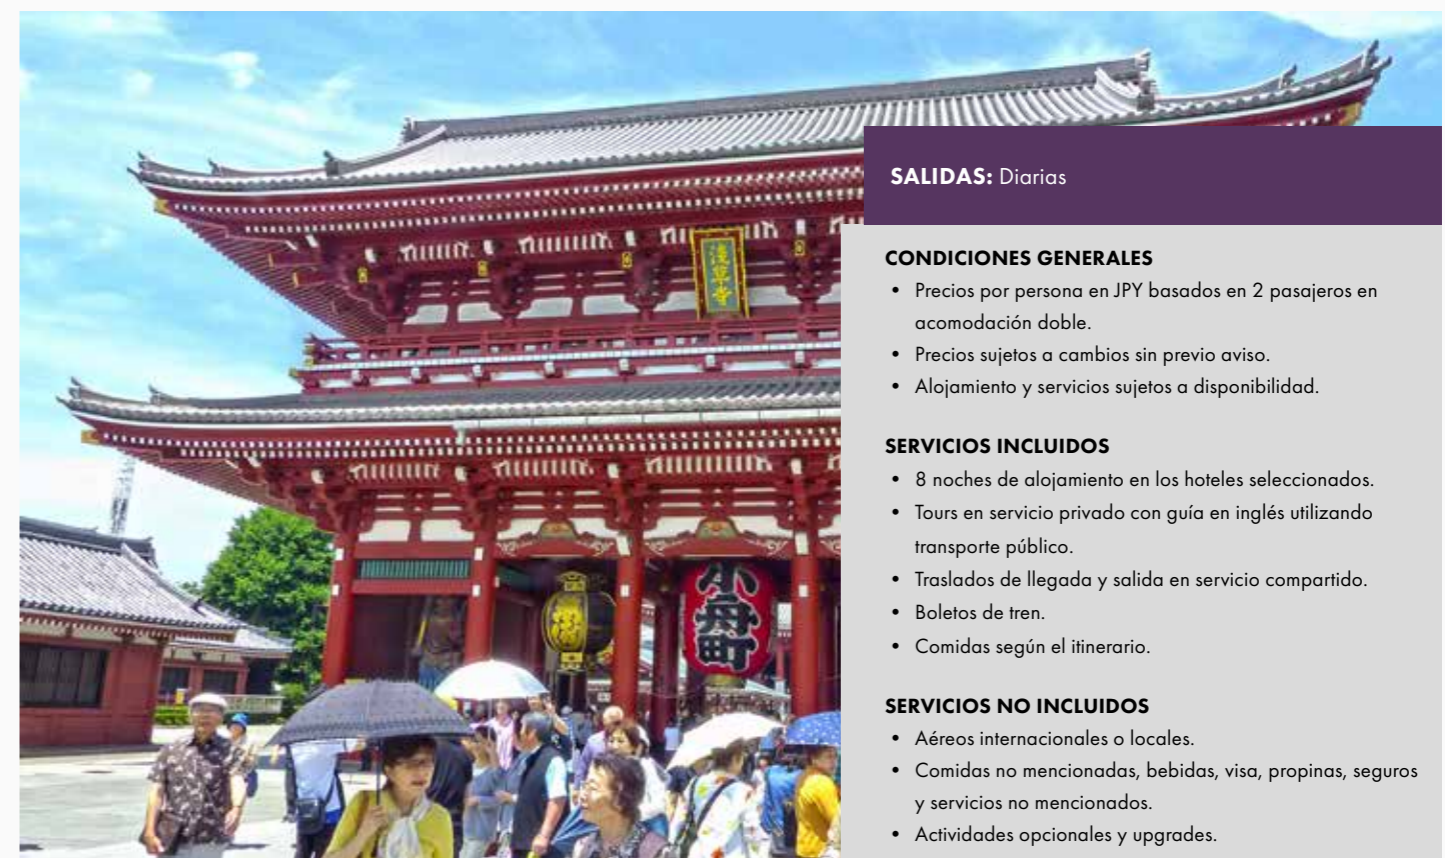 浅草寺
小舟町
SALIDAS: Diarias
CONDICIONES GENERALES
• Precios por persona en JPY basados en 2 pasajeros en
acomodación doble.
• Precios sujetos a cambios sin previo aviso.
• Alojamiento y servicios sujetos a disponibilidad.
SERVICIOS INCLUIDOS
• 8 noches de alojamiento en los hoteles seleccionados.
• Tours en servicio privado con guía en inglés utilizando
transporte público.
• Traslados de llegada y salida en servicio compartido.
• Boletos de tren.
• Comidas según el itinerario.
SERVICIOS NO INCLUIDOS
• Aéreos internacionales o locales.
• Comidas no mencionadas, bebidas, visa, propinas, seguros
y servicios no mencionados.
• Actividades opcionales y upgrades.